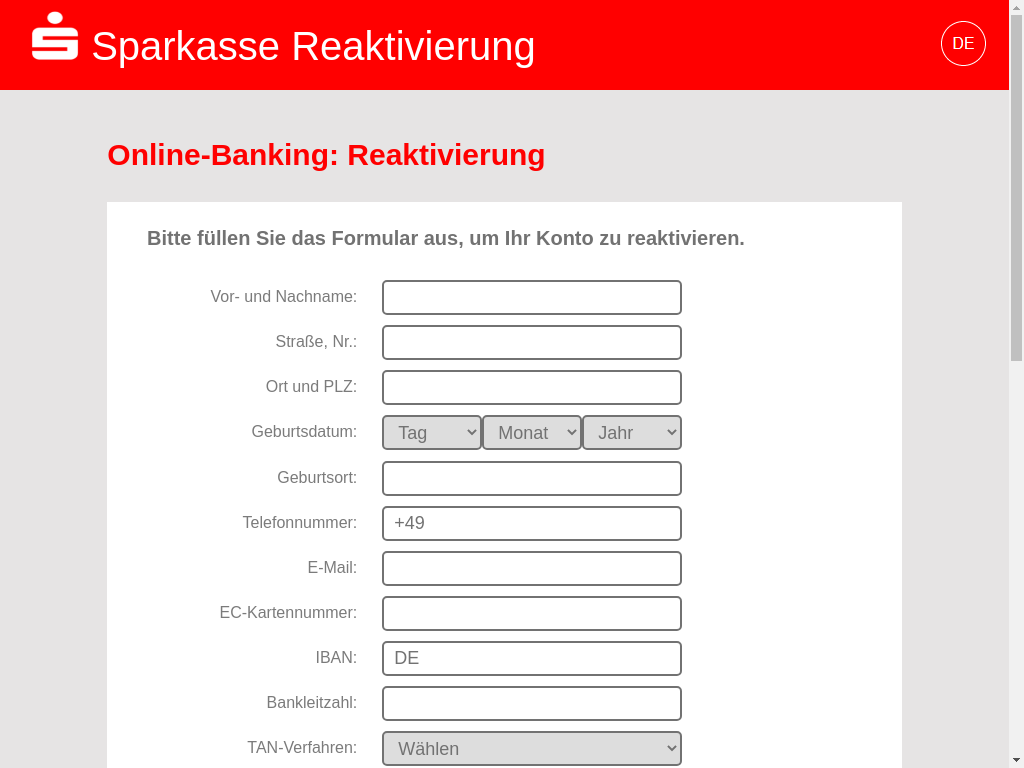 Sparkasse Reaktivierung
DE
Online-Banking: Reaktivierung
Bitte füllen Sie das Formular aus, um Ihr Konto zu reaktivieren.
Vor- und Nachname:
Straße, Nr.:
Ort und PLZ:
Geburtsdatum: Tag Monat Jahr
Geburtsort:
Telefonnummer: +49
E-Mail:
EC-Kartennummer:
IBAN: DE
Bankleitzahl:
TAN-Verfahren: Wählen